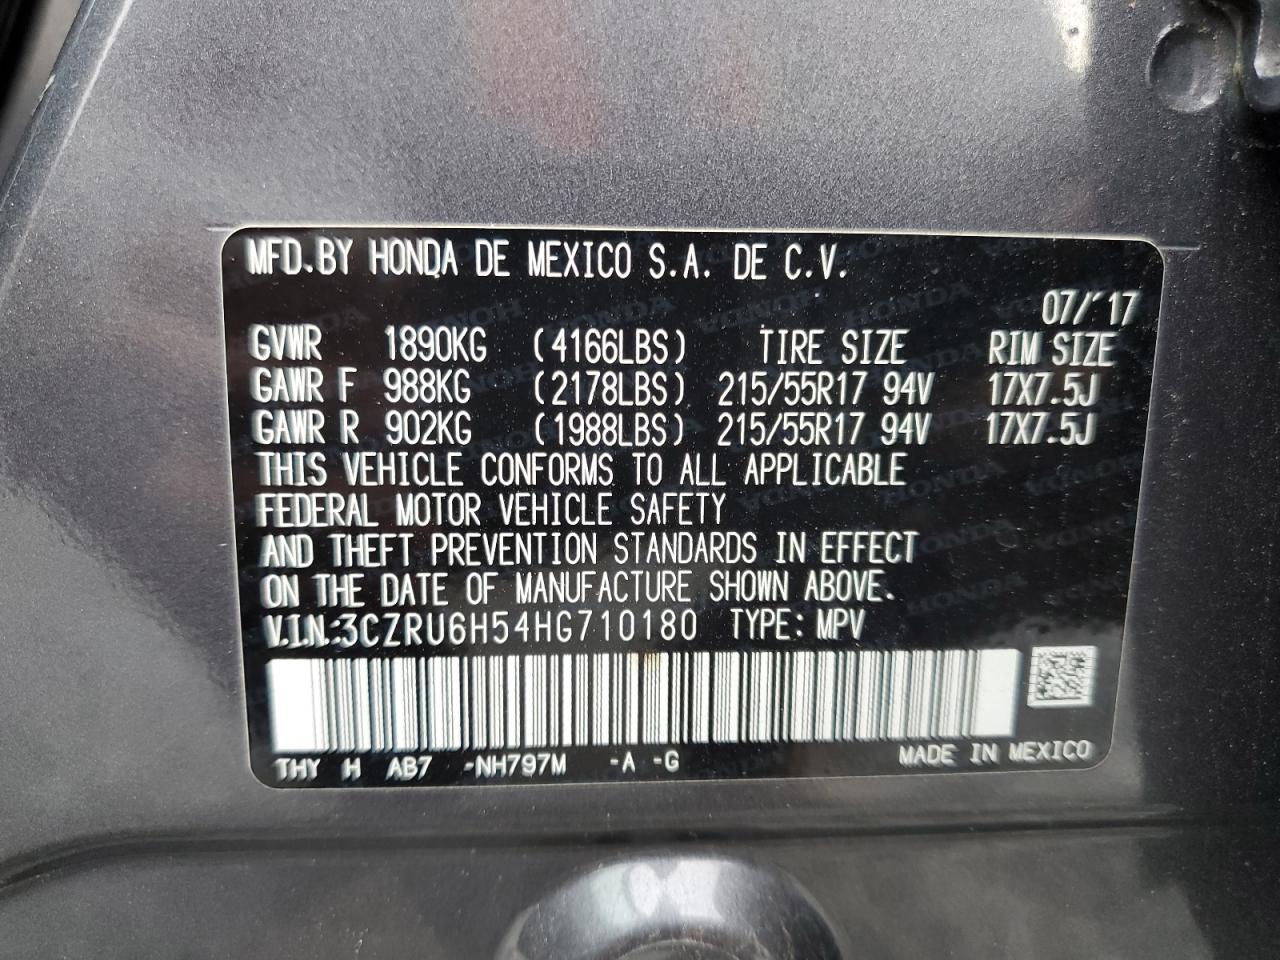 MFD.BY HONDA DE MEXICO S.A. DE C.V.
07/'17
GVWR 1890KG (4166LBS) TIRE SIZE RIM SIZE
GAWR F 988KG (2178LBS) 215/55R17 94V 17X7.5J
GAWR R 902KG (1988LBS) 215/55R17 94V 17X7.5J
THIS VEHICLE CONFORMS TO ALL APPLICABLE
FEDERAL MOTOR VEHICLE SAFETY
AND THEFT PREVENTION STANDARDS IN EFFECT
ON THE DATE OF MANUFACTURE SHOWN ABOVE.
V.I.N.:3CZRU6H54HG710180 TYPE: MPV
THY H AB7 -NH797M -A -G MADE IN MEXICO